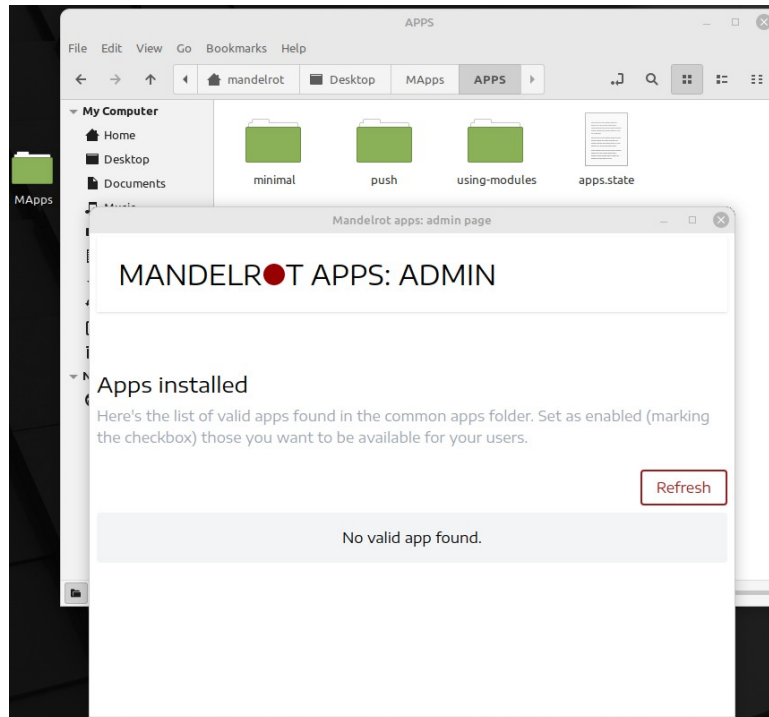 APPS
File Edit View Go Bookmarks Help
mandelrot Desktop MApps APPS
My Computer
Home
Desktop
Documents
minimal push using-modules apps.state
MApps
Mandelrot apps: admin page
MANDELR●T APPS: ADMIN
Apps installed
Here's the list of valid apps found in the common apps folder. Set as enabled (marking
the checkbox) those you want to be available for your users.
Refresh
No valid app found.